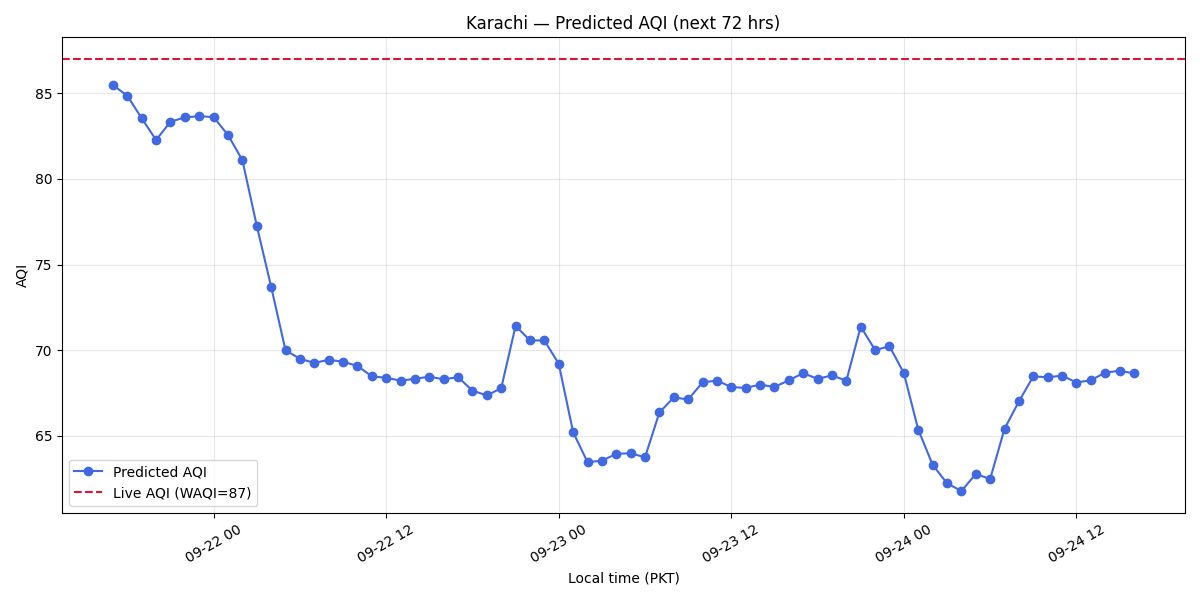 Karachi — Predicted AQI (next 72 hrs)
AQI
85
80
75
70
65
Predicted AQI
Live AQI (WAQI=87)
09-22 00
09-22 12
09-23 00
09-23 12
09-24 00
09-24 12
Local time (PKT)